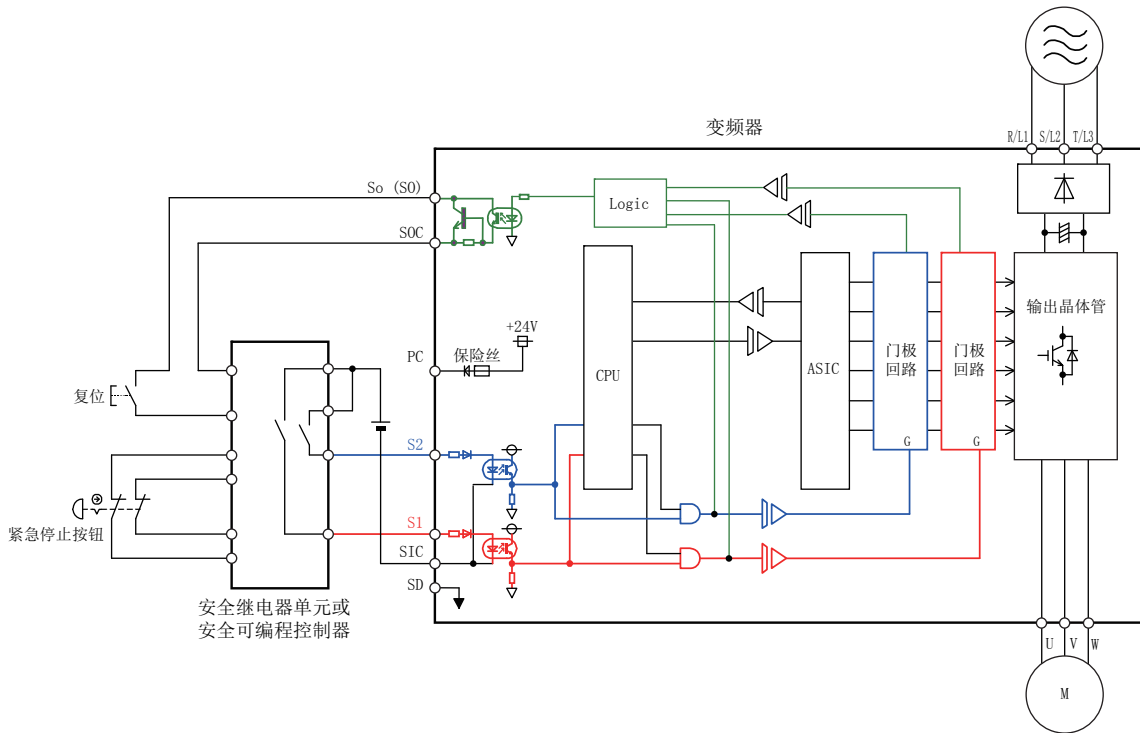 变频器
R/L1 S/L2 T/L3
So (SO)
SOC
Logic
+24V
PC
保险丝
CPU
ASIC
门极
回路
G
门极
回路
G
输出晶体管
复位
S2
S1
SIC
SD
紧急停止按钮
安全继电器单元或
安全可编程控制器
U V W
M